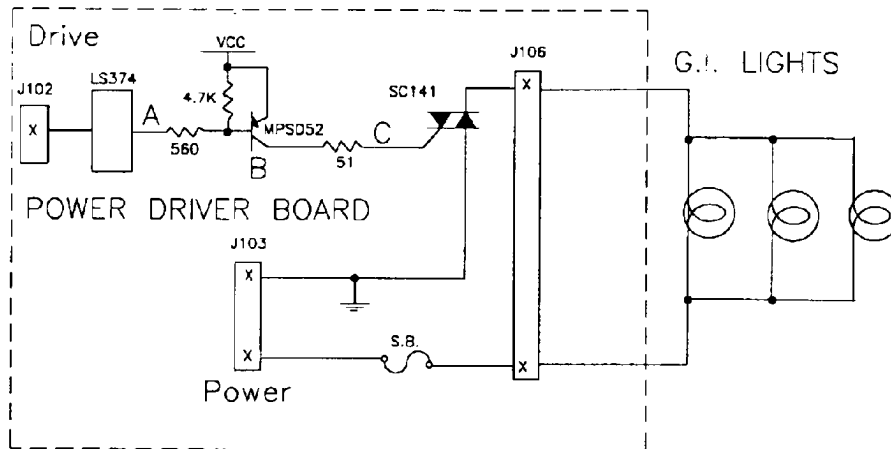 Drive
VCC
J106
G.I. LIGHTS
J102
LS374
SC141
4.7K
A
MPSD52
C
X
560
B
51
POWER DRIVER BOARD
J103
X
X
S.B.
X
X
Power